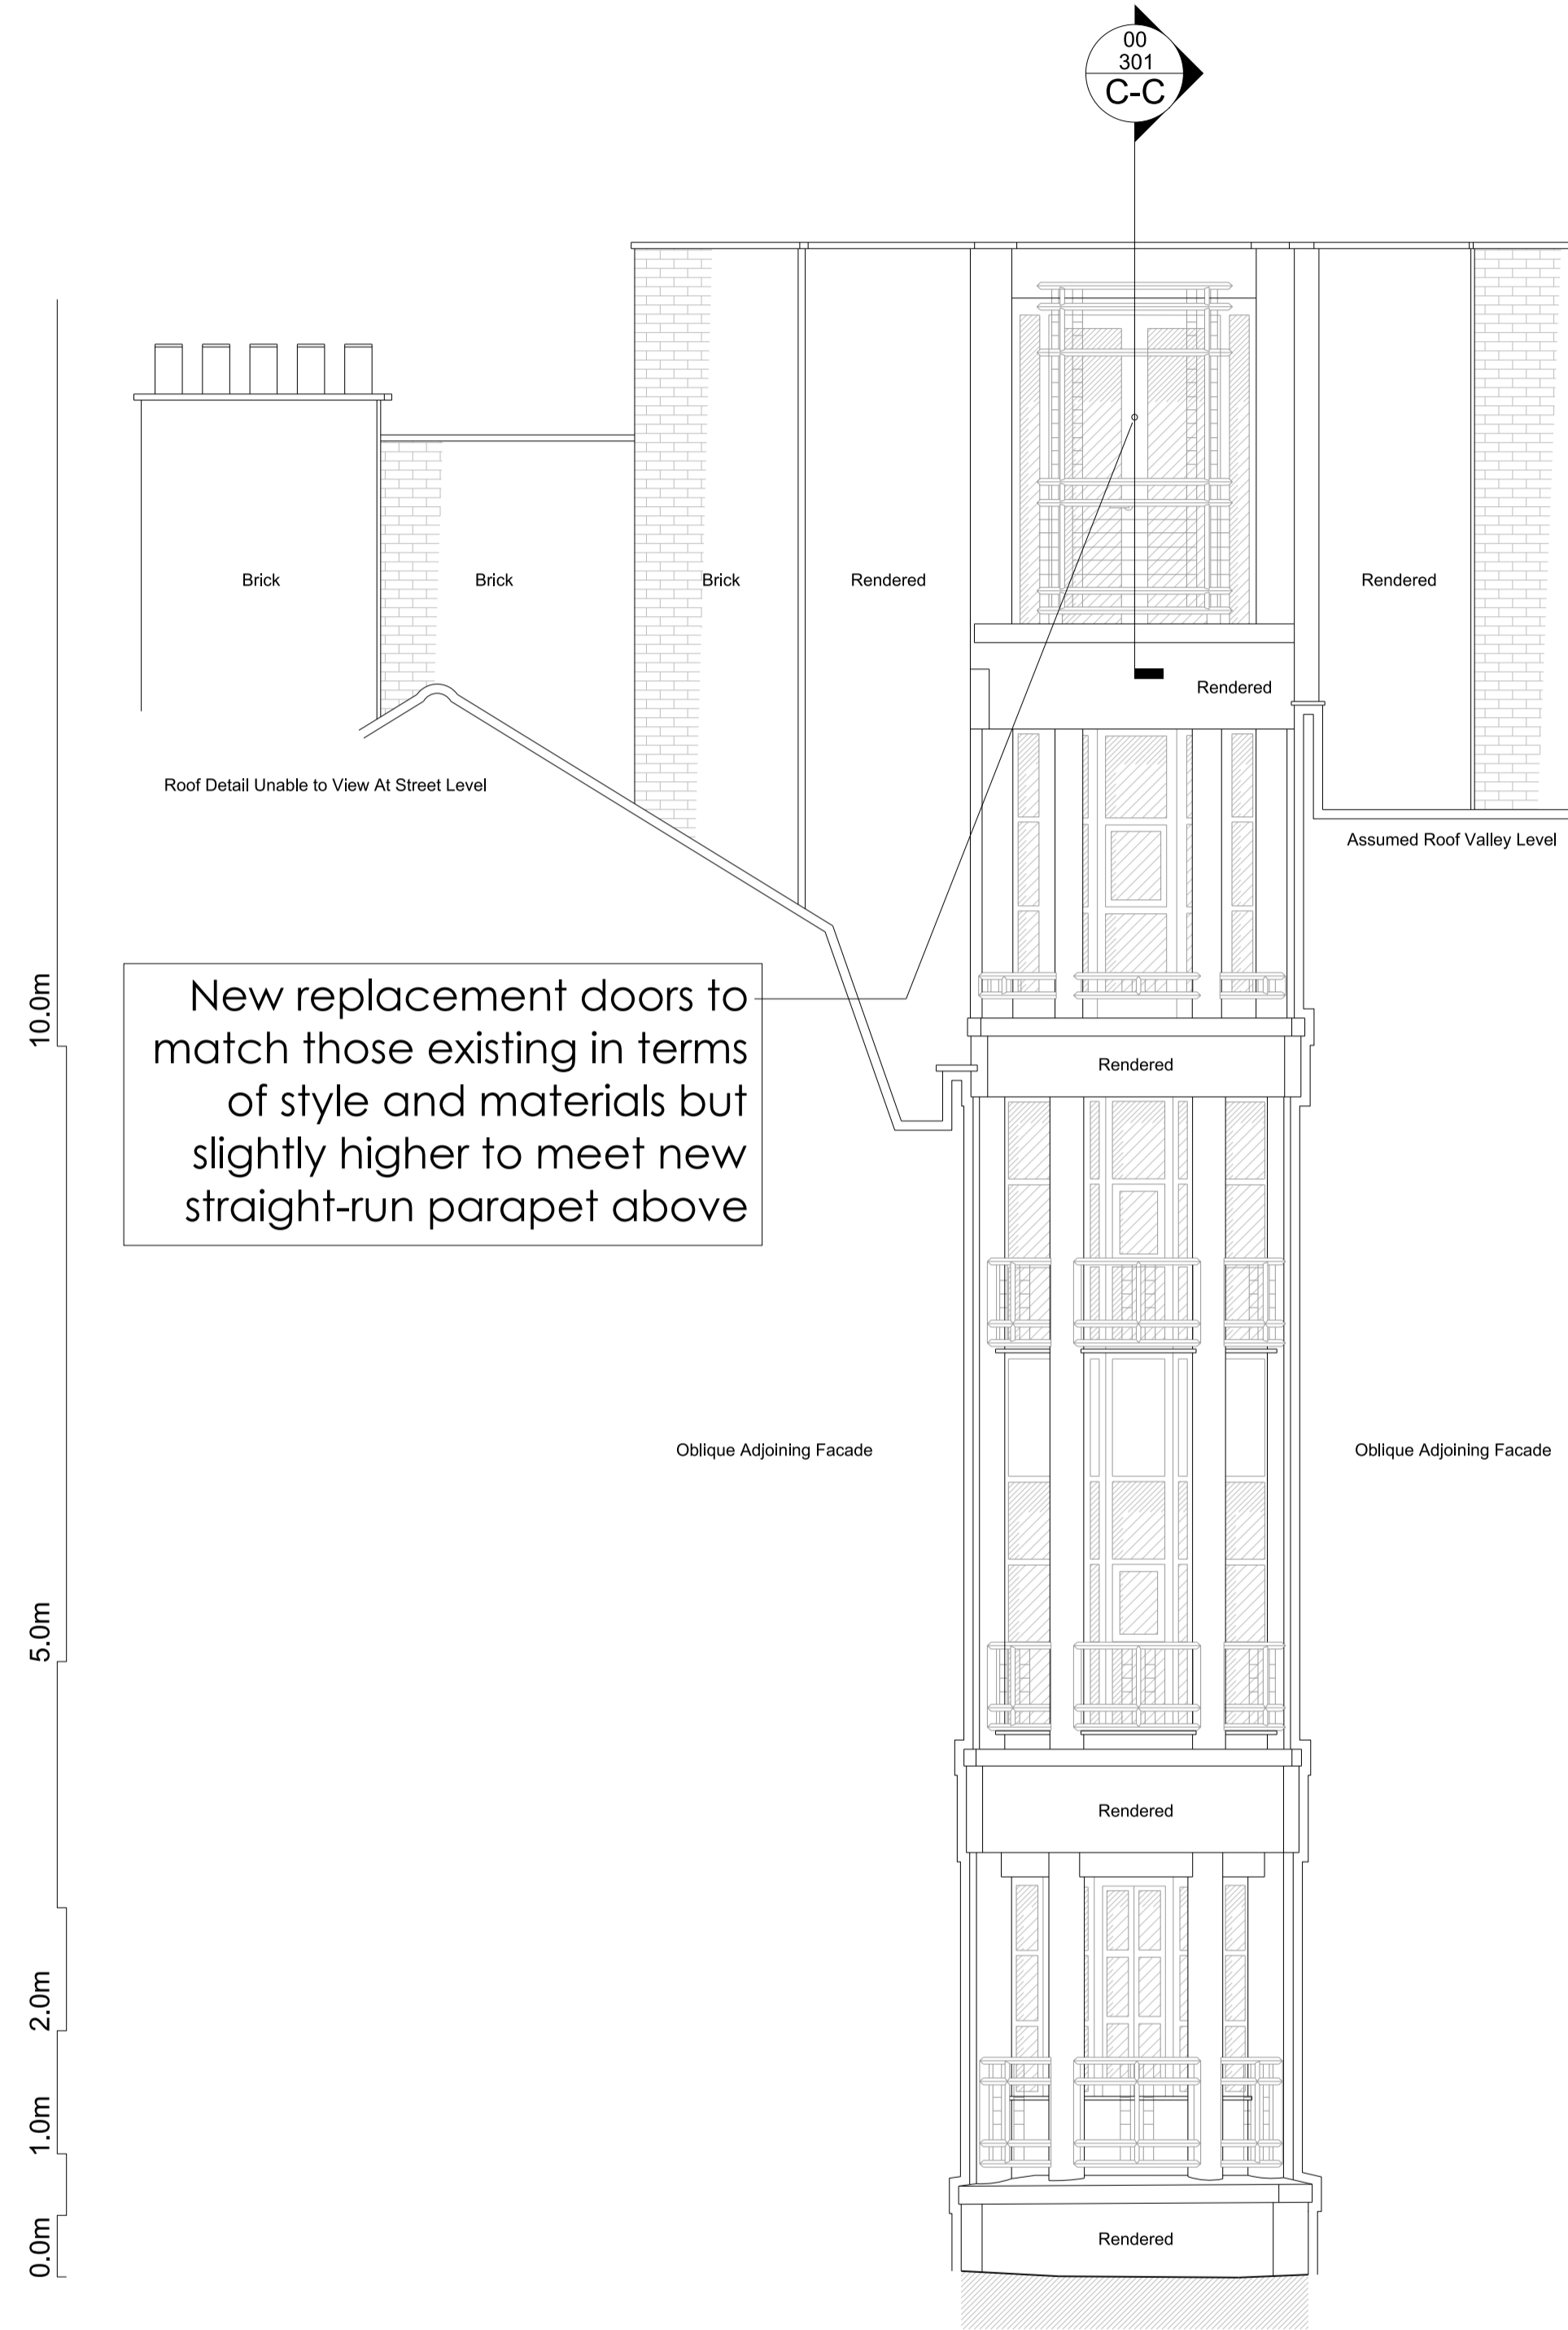 00
301
C-C
Brick
Brick
Brick
Rendered
Rendered
Rendered
Roof Detail Unable to View At Street Level
Assumed Roof Valley Level
10.0m
New replacement doors to
match those existing in terms
of style and materials but
slightly higher to meet new
straight-run parapet above
Rendered
Oblique Adjoining Facade
Oblique Adjoining Facade
5.0m
Rendered
2.0m
1.0m
0.0m
Rendered